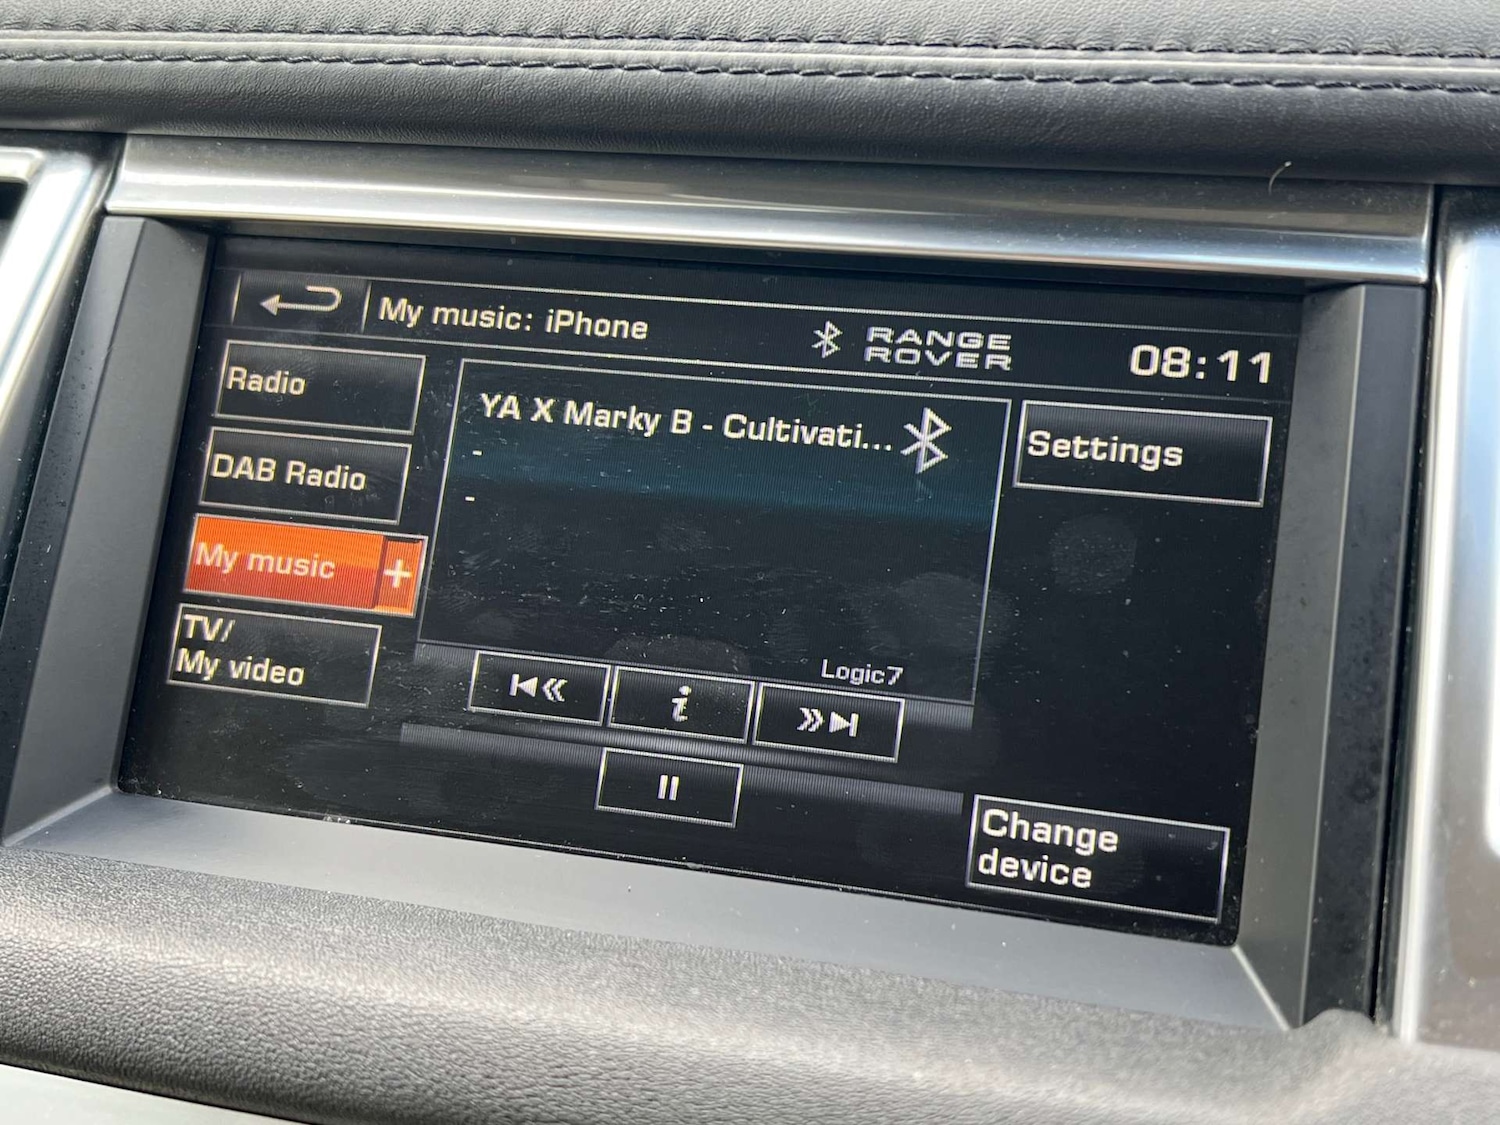 My music: iPhone
RANGE
ROVER
08:11
Radio
DAB Radio
My music +
TV/
My video
YA X Marky B - Cultivati...
-
-
Logic7
i
Settings
Change
device